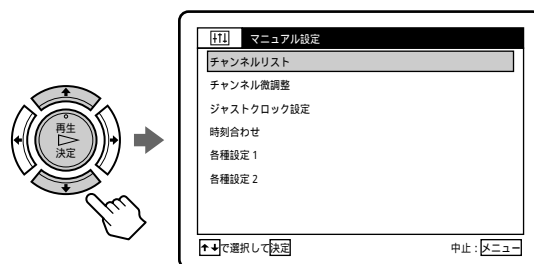 再生
決定
マニュアル設定
チャンネルリスト
チャンネル微調整
ジャストクロック設定
時刻合わせ
各種設定 1
各種設定 2
↑↓で選択して決定
中止：メニュー